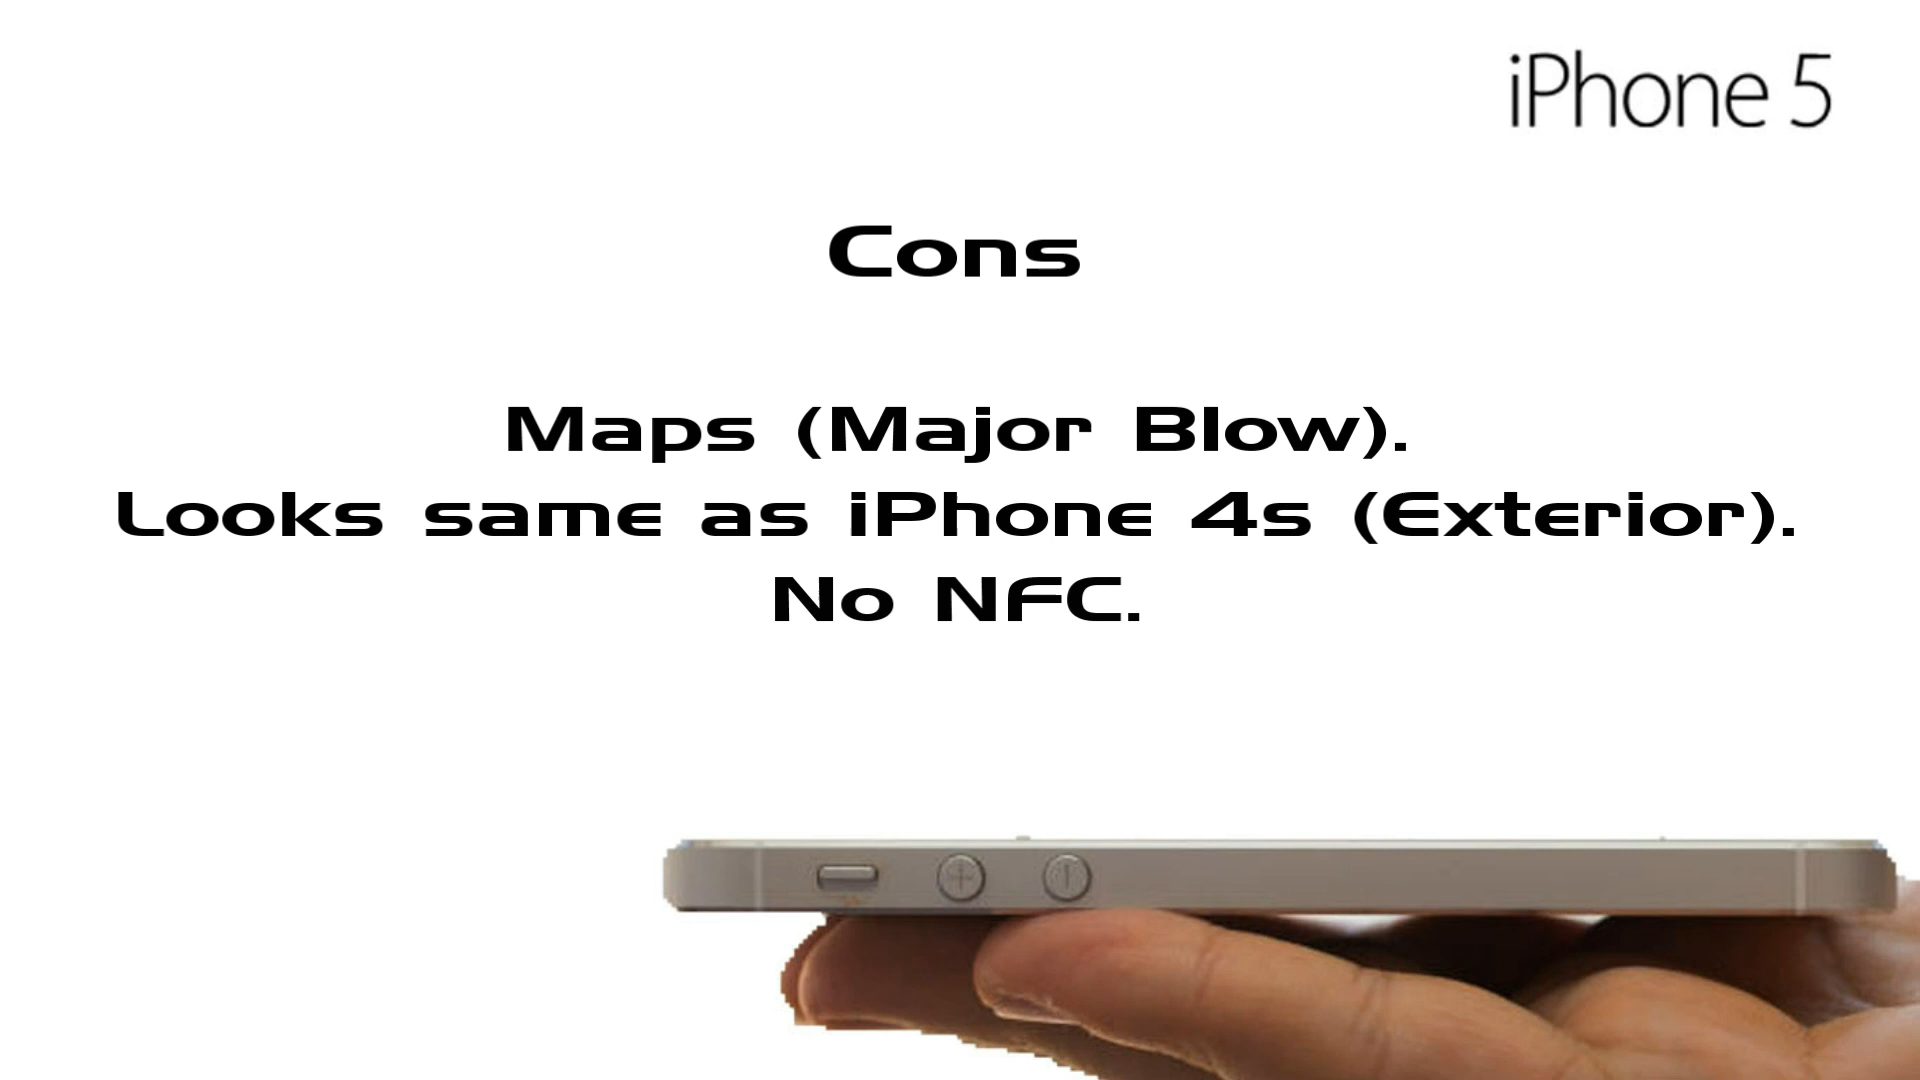 iPhone 5
Cons
Maps (Major Blow).
Looks same as iPhone 4s (Exterior).
No NFC.